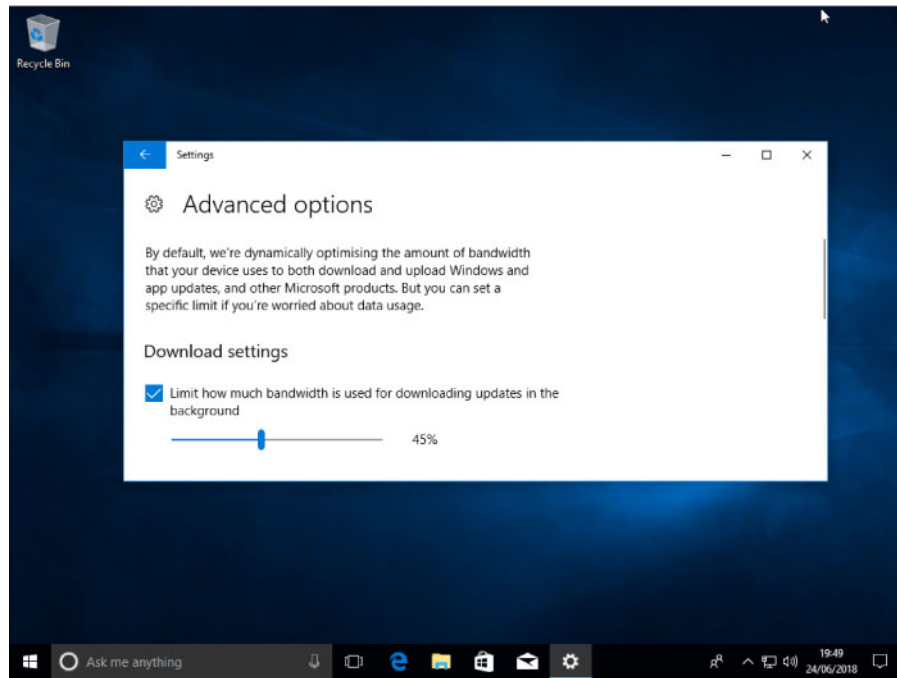 Recycle Bin
Settings
Advanced options
By default, we're dynamically optimising the amount of bandwidth
that your device uses to both download and upload Windows and
app updates, and other Microsoft products. But you can set a
specific limit if you're worried about data usage.
Download settings
Limit how much bandwidth is used for downloading updates in the
background
45%
Ask me anything
19:49
24/06/2018